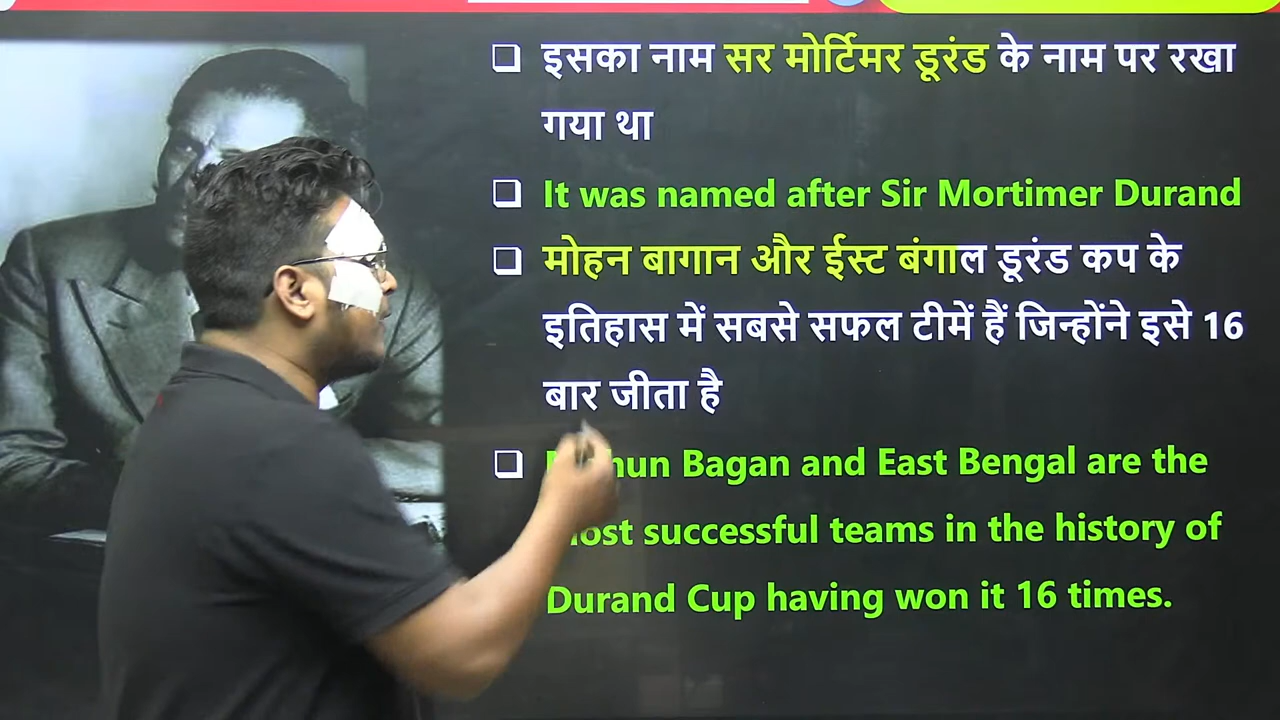 इसका नाम सर मोर्टिमर डूरंड के नाम पर रखा
गया था
It was named after Sir Mortimer Durand
मोहन बागान और ईस्ट बंगाल डूरंड कप के
इतिहास में सबसे सफल टीमें हैं जिन्होंने इसे 16
बार जीता है
Bagan and East Bengal are the
successful teams in the history of
Durand Cup having won it 16 times.